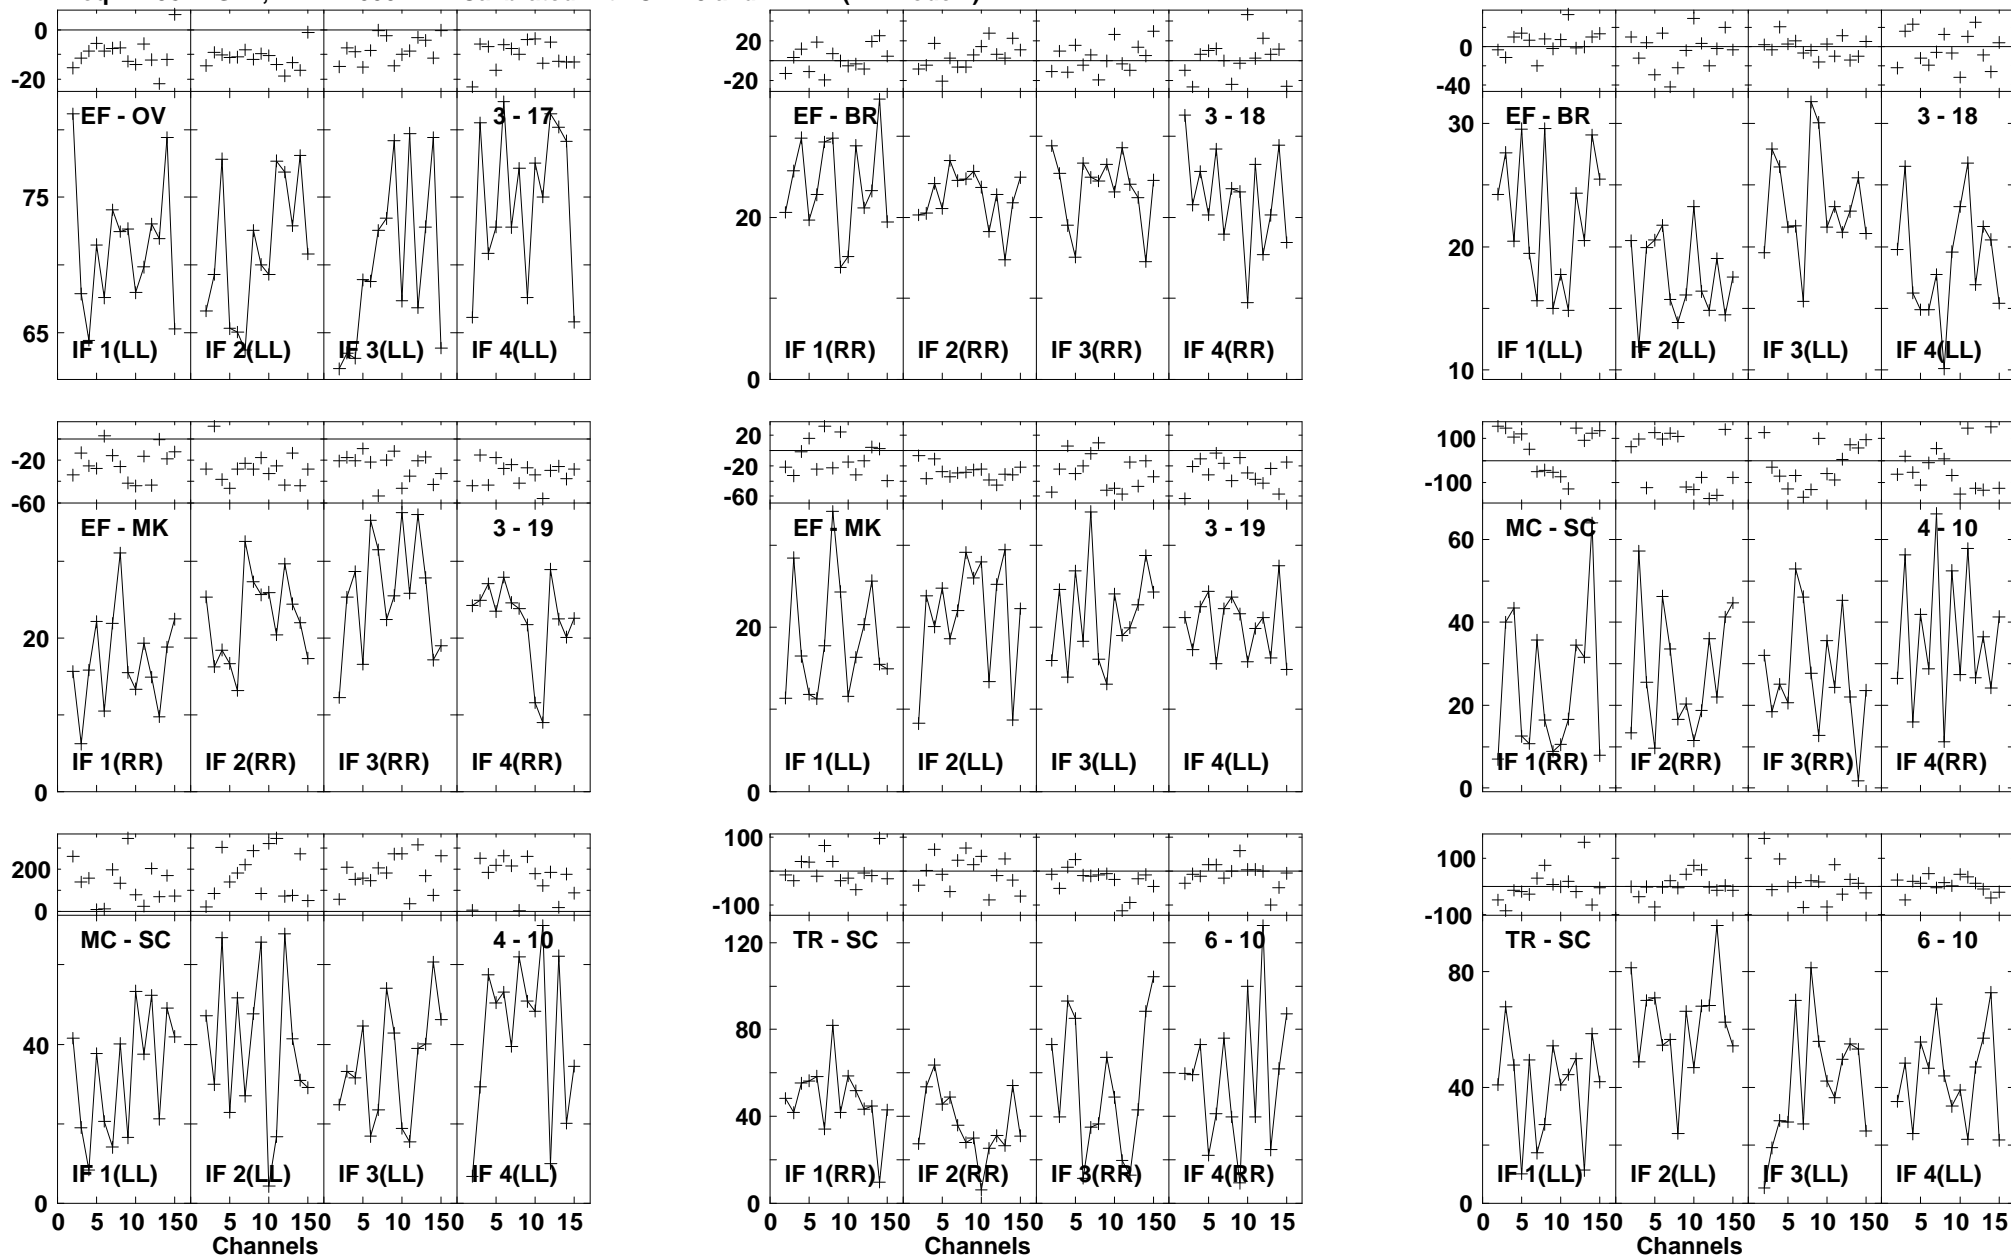 0
-20
EF - OV
3 - 17
75
65
IF 1(LL)
IF 2(LL)
IF 3(LL)
IF 4(LL)
20
-20
EF - BR
3 - 18
20
0
IF 1(RR)
IF 2(RR)
IF 3(RR)
IF 4(RR)
0
-40
EF - BR
3 - 18
30
20
10
IF 1(LL)
IF 2(LL)
IF 3(LL)
IF 4(LL)
-20
-60
EF - MK
3 - 19
20
0
IF 1(RR)
IF 2(RR)
IF 3(RR)
IF 4(RR)
20
-20
-60
EF - MK
3 - 19
20
0
IF 1(LL)
IF 2(LL)
IF 3(LL)
IF 4(LL)
100
-100
MC - SC
4 - 10
60
40
20
0
IF 1(RR)
IF 2(RR)
IF 3(RR)
IF 4(RR)
200
0
MC - SC
4 - 10
40
0
IF 1(LL)
IF 2(LL)
IF 3(LL)
IF 4(LL)
0 5 10 150 5 10 150 5 10 150 5 10 15
Channels
100
-100
TR - SC
6 - 10
120
80
40
0
IF 1(RR)
IF 2(RR)
IF 3(RR)
IF 4(RR)
0 5 10 150 5 10 150 5 10 150 5 10 15
Channels
100
-100
TR - SC
6 - 10
80
40
0
IF 1(LL)
IF 2(LL)
IF 3(LL)
IF 4(LL)
0 5 10 150 5 10 150 5 10 150 5 10 15
Channels